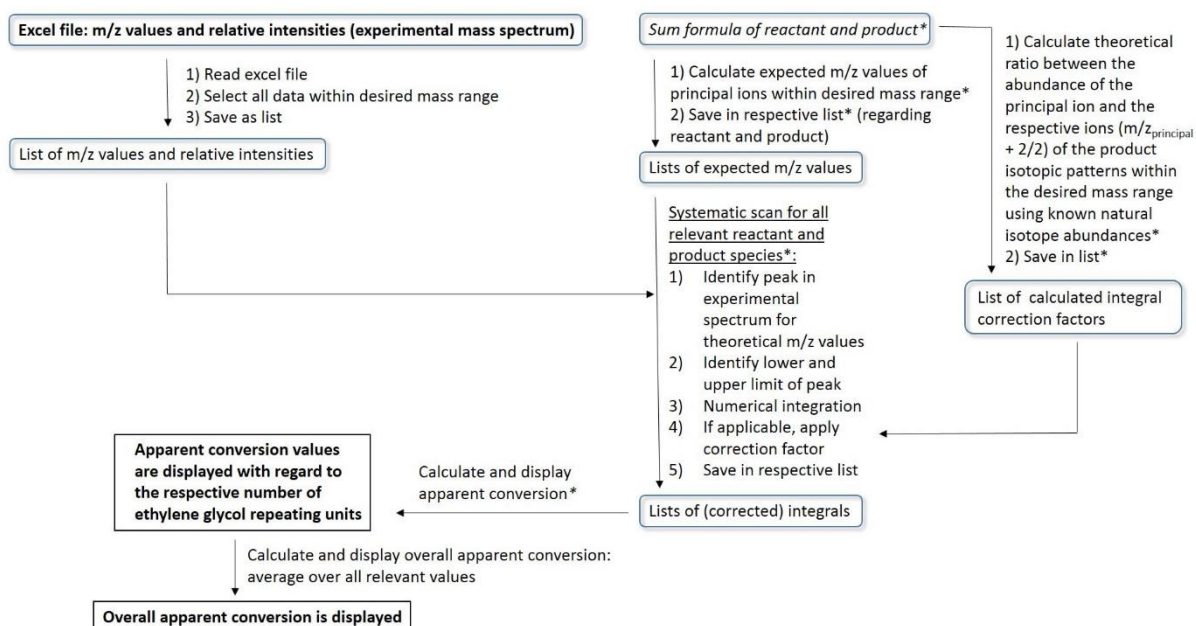 Excel file: m/z values and relative intensities (experimental mass spectrum)
1) Read excel file
2) Select all data within desired mass range
3) Save as list
List of m/z values and relative intensities
Sum formula of reactant and product*
1) Calculate expected m/z values of
principal ions within desired mass range*
2) Save in respective list* (regarding
reactant and product)
Lists of expected m/z values
1) Calculate theoretical
ratio between the
abundance of the
principal ion and the
respective ions (m/zprincipal
+ 2/2) of the product
isotopic patterns within
the desired mass range
using known natural
isotope abundances*
2) Save in list*
List of calculated integral
correction factors
Systematic scan for all
relevant reactant and
product species*:
1) Identify peak in
experimental
spectrum for
theoretical m/z values
2) Identify lower and
upper limit of peak
3) Numerical integration
4) If applicable, apply
correction factor
5) Save in respective list
Lists of (corrected) integrals
Calculate and display
apparent conversion*
Apparent conversion values
are displayed with regard to
the respective number of
ethylene glycol repeating units
Calculate and display overall apparent conversion:
average over all relevant values
Overall apparent conversion is displayed